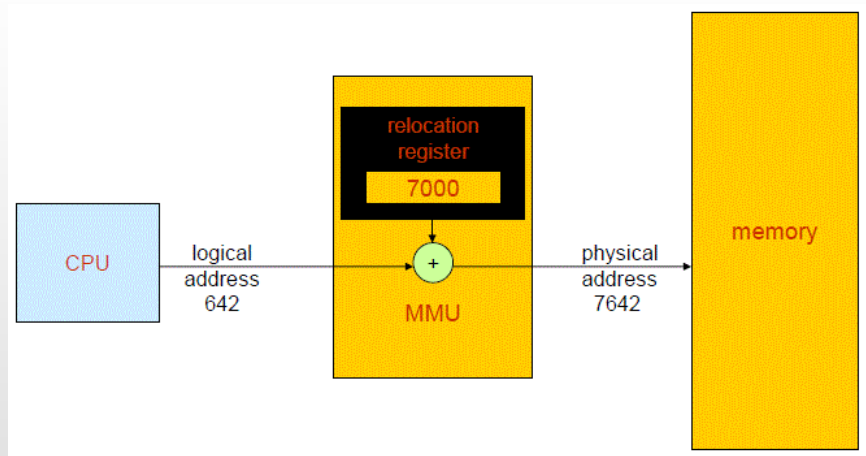 relocation
register
7000
CPU
logical
address
642
+
MMU
physical
address
7642
memory